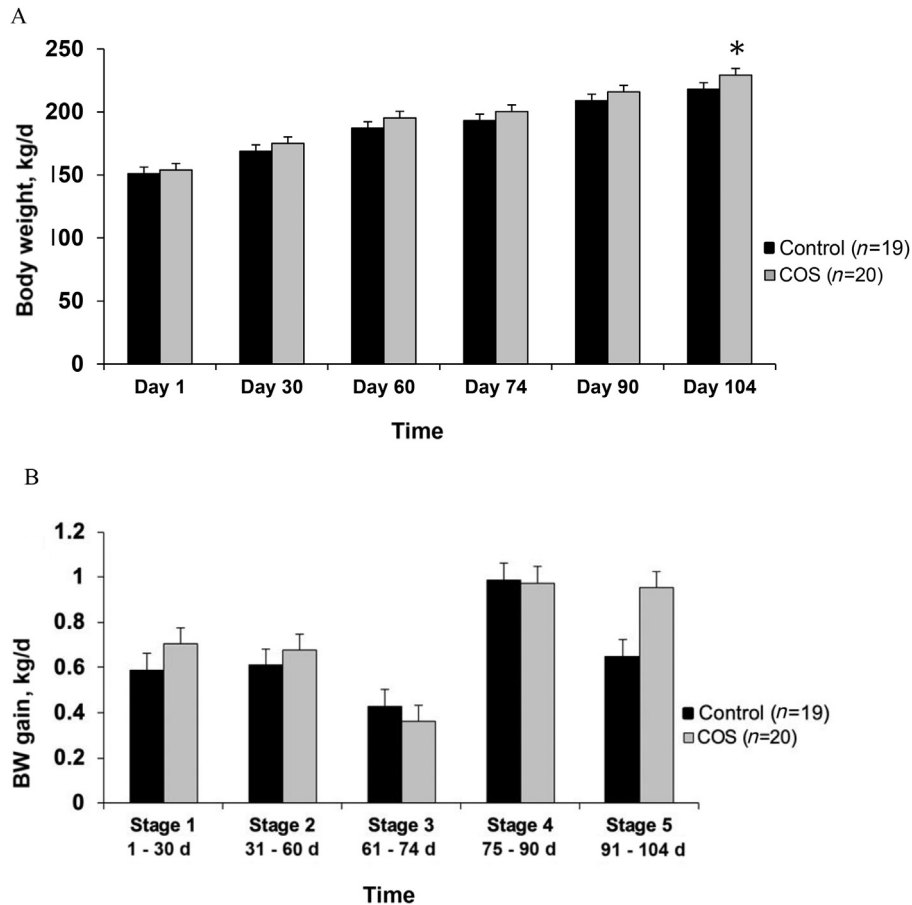 A
250
200
150
100
50
0
Body weight, kg/d
*
Control (n=19)
COS (n=20)
Day 1 Day 30 Day 60 Day 74 Day 90 Day 104
Time
B
1.2
1
0.8
0.6
0.4
0.2
0
BW gain, kg/d
Control (n=19)
COS (n=20)
Stage 1 Stage 2 Stage 3 Stage 4 Stage 5
1 - 30 d 31 - 60 d 61 - 74 d 75 - 90 d 91 - 104 d
Time